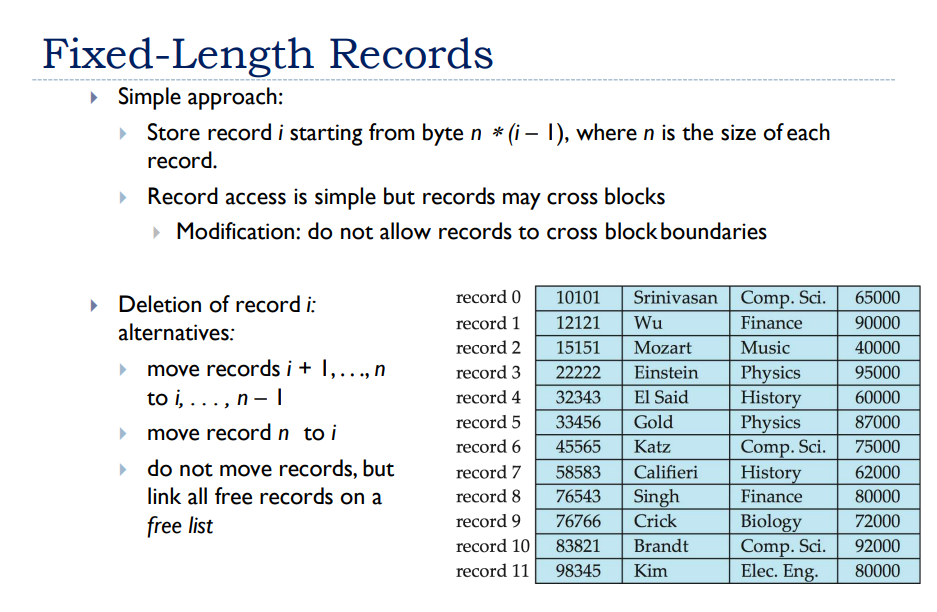 Fixed-Length Records
Simple approach:
Store record i starting from byte n * (i – 1), where n is the size of each
record.
Record access is simple but records may cross blocks
Modification: do not allow records to cross block boundaries
Deletion of record i:
alternatives:
move records i + 1, . . ., n
to i, . . . , n – 1
move record n to i
do not move records, but
link all free records on a
free list
record 0 10101 Srinivasan Comp. Sci. 65000
record 1 12121 Wu Finance 90000
record 2 15151 Mozart Music 40000
record 3 22222 Einstein Physics 95000
record 4 32343 El Said History 60000
record 5 33456 Gold Physics 87000
record 6 45565 Katz Comp. Sci. 75000
record 7 58583 Califieri History 62000
record 8 76543 Singh Finance 80000
record 9 76766 Crick Biology 72000
record 10 83821 Brandt Comp. Sci. 92000
record 11 98345 Kim Elec. Eng. 80000